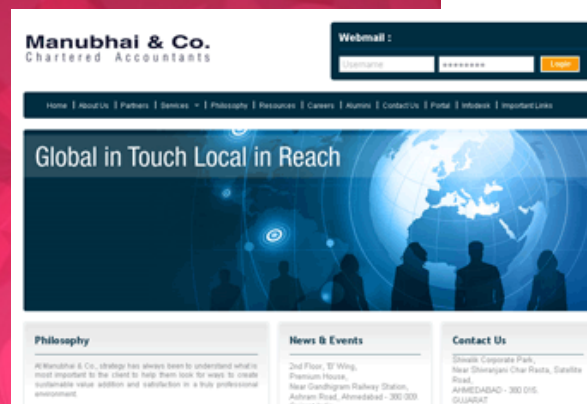 Manubhai & Co.
Chartered Accountants
Webmail :
Username
********
Login
Home | About Us | Partners | Services | Philosophy | Resources | Careers | Alumni | Contact Us | Portal | Infodesk | Important Links
Global in Touch Local in Reach
Philosophy
At Manubhai & Co., strategy has always been to understand what is
most important to the client to help them look for ways to create
sustainable value addition and satisfaction in a truly professional
environment.
News & Events
2nd Floor, 'B' Wing,
Premium House,
Near Gandhigram Railway Station,
Ashram Road, Ahmedabad - 380 009.
Contact Us
Shivalik Corporate Park,
Near Shivranjani Char Rasta, Satellite
Road,
AHMEDABAD - 380 015.
GUJARAT